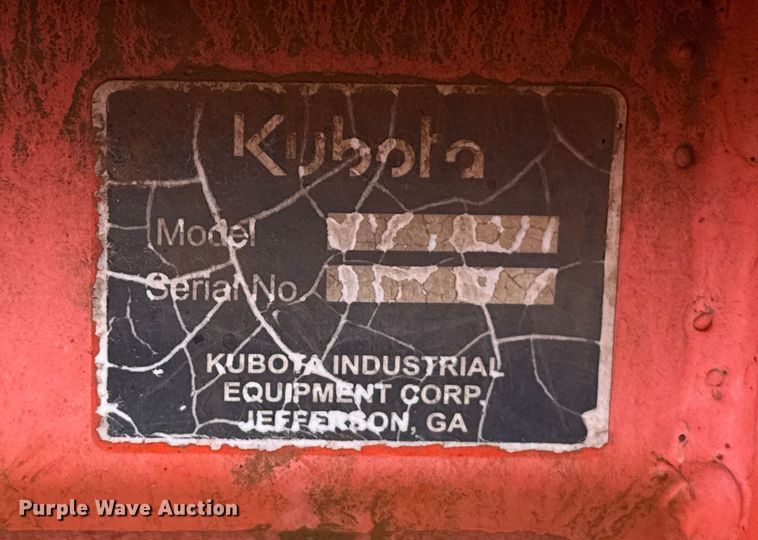 Kubota
Model
Serial No.
KUBOTA INDUSTRIAL
EQUIPMENT CORP.
JEFFERSON, GA
Purple Wave Auction